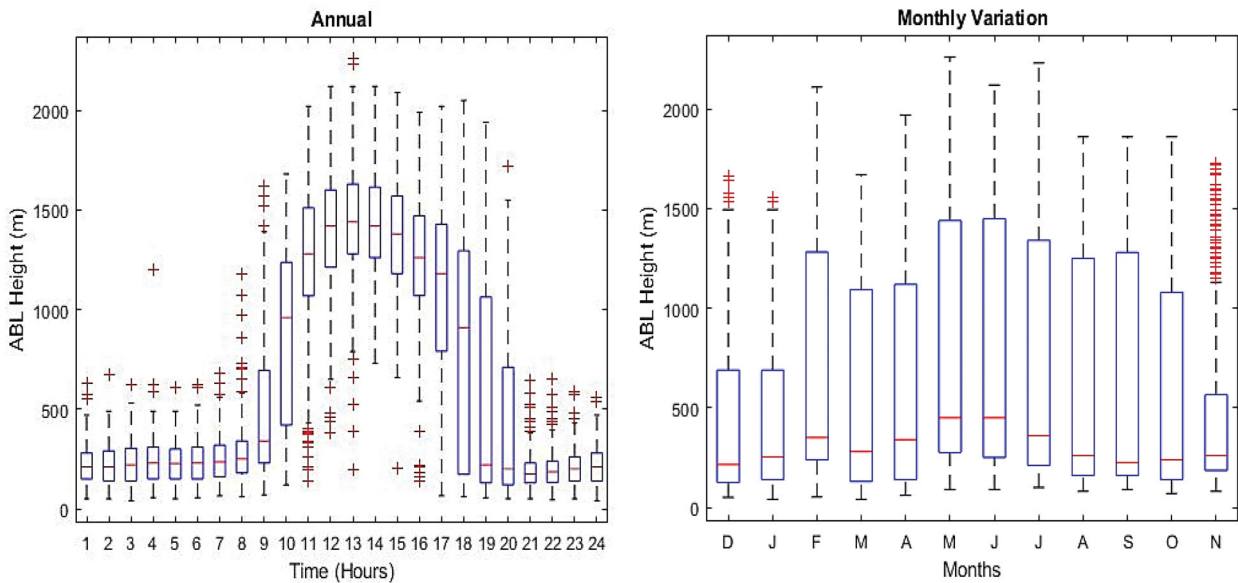 Annual
ABL Height (m)
2000
1500
1000
500
0
1 2 3 4 5 6 7 8 9 10 11 12 13 14 15 16 17 18 19 20 21 22 23 24
Time (Hours)
Monthly Variation
ABL Height (m)
2000
1500
1000
500
0
D J F M A M J J A S O N
Months